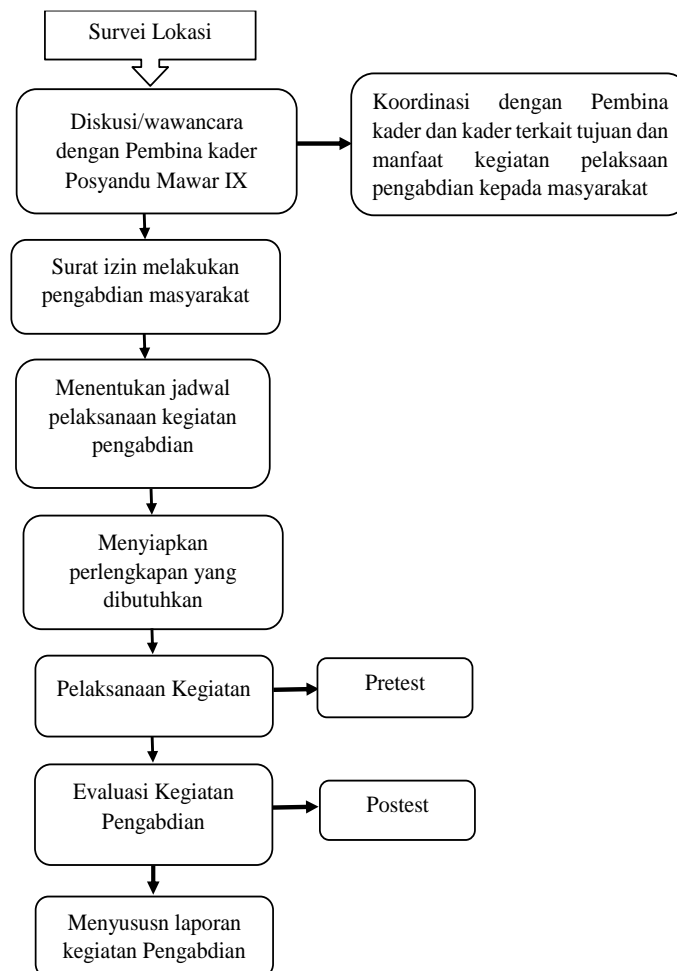 Survei Lokasi
Diskusi/wawancara
dengan Pembina kader
Posyandu Mawar IX
Koordinasi dengan Pembina
kader dan kader terkait tujuan dan
manfaat kegiatan pelaksaan
pengabdian kepada masyarakat
Surat izin melakukan
pengabdian masyarakat
Menentukan jadwal
pelaksanaan kegiatan
pengabdian
Menyiapkan
perlengkapan yang
dibutuhkan
Pelaksanaan Kegiatan
Pretest
Evaluasi Kegiatan
Pengabdian
Postest
Menyususn laporan
kegiatan Pengabdian